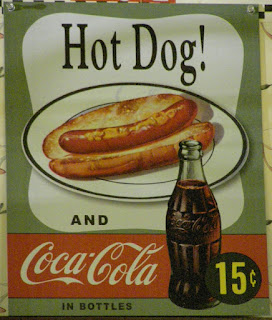 Hot Dog!
AND
Coca-Cola
15¢
IN BOTTLES